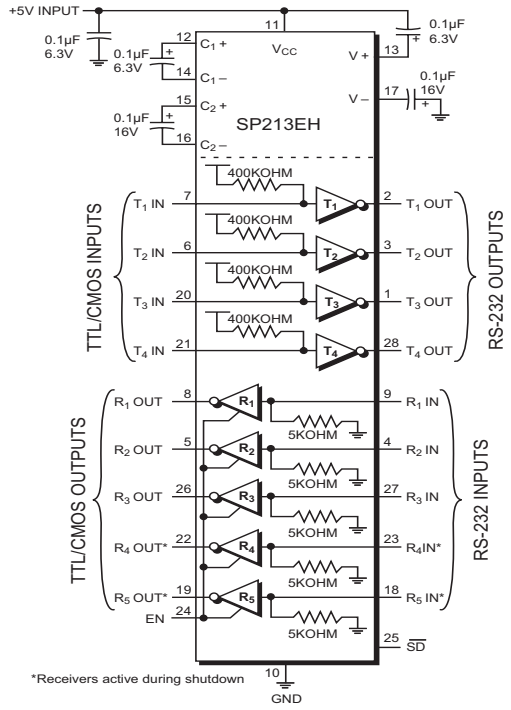 +5V INPUT
0.1µF
6.3V
0.1µF
6.3V
12
C1 +
14
C1 –
15
C2 +
0.1µF
16V
16
C2 –
11
VCC
V +
13
0.1µF
6.3V
V –
17
0.1µF
16V
SP213EH
TTL/CMOS INPUTS
T1 IN 7 400KOHM T1 2 T1 OUT
T2 IN 6 400KOHM T2 3 T2 OUT
T3 IN 20 400KOHM T3 1 T3 OUT
T4 IN 21 400KOHM T4 28 T4 OUT
RS-232 OUTPUTS
TTL/CMOS OUTPUTS
R1 OUT 8 R1 9 R1 IN
5KOHM
R2 OUT 5 R2 4 R2 IN
5KOHM
R3 OUT 26 R3 27 R3 IN
5KOHM
R4 OUT* 22 R4 23 R4IN*
5KOHM
R5 OUT* 19 R5 18 R5 IN*
5KOHM
RS-232 INPUTS
EN 24
25 SD
*Receivers active during shutdown
10
GND